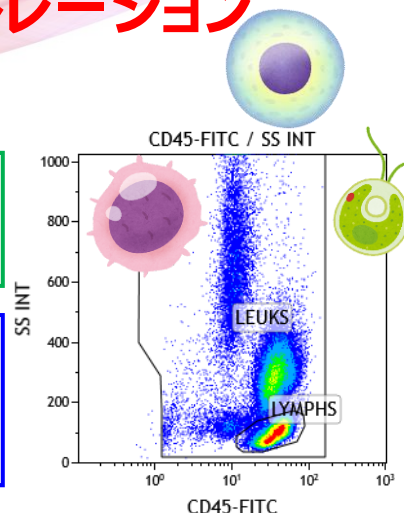 レーション
CD45-FITC / SS INT
1000
800
600
400
200
0
SS INT
LEUKS
LYMPHS
10⁰
10¹
10²
10³
CD45-FITC